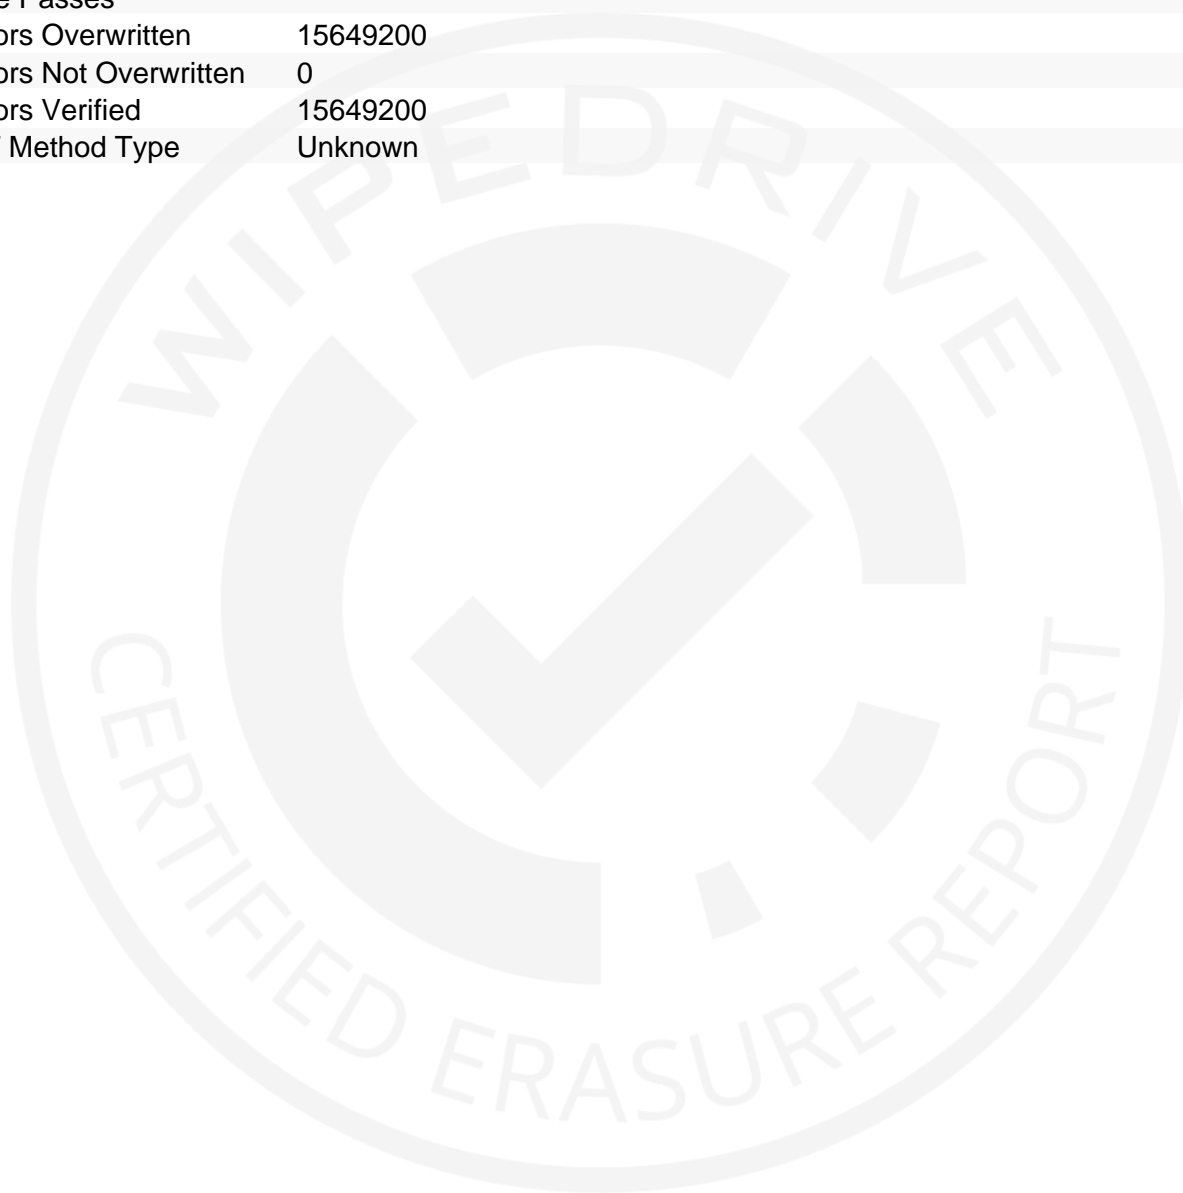 e Passes
ors Overwritten 15649200
ors Not Overwritten 0
ors Verified 15649200
Method Type Unknown
WIPEDRIVE
CERTIFIED ERASURE REPORT